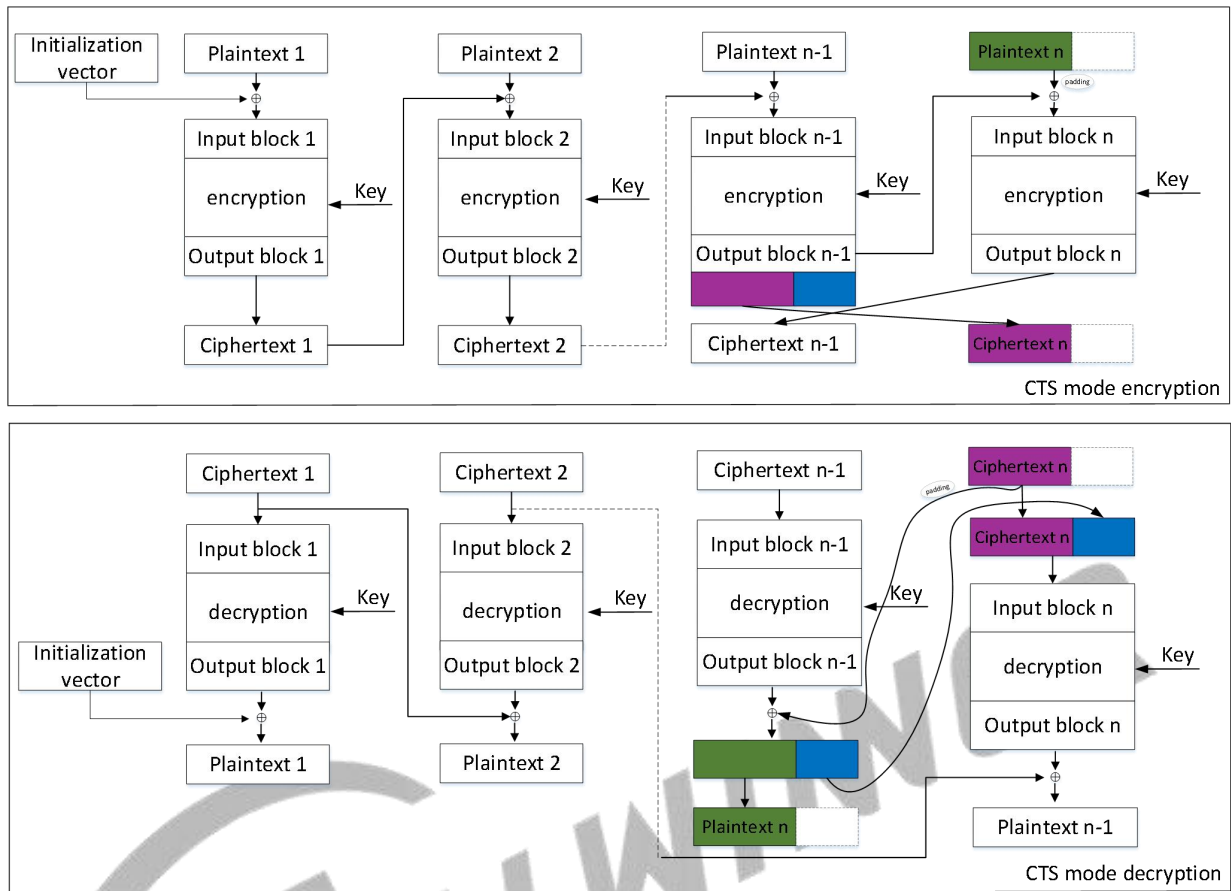 Initialization
vector
Plaintext 1
Plaintext 2
Plaintext n-1
Plaintext n
padding
Input block 1
Input block 2
Input block n-1
Input block n
encryption
Key
encryption
Key
encryption
Key
encryption
Key
Output block 1
Output block 2
Output block n-1
Output block n
Ciphertext 1
Ciphertext 2
Ciphertext n-1
Ciphertext n
CTS mode encryption
Ciphertext 1
Ciphertext 2
Ciphertext n-1
Ciphertext n
padding
Ciphertext n
Input block 1
Input block 2
Input block n-1
Input block n
decryption
Key
decryption
Key
decryption
Key
decryption
Key
Initialization
vector
Output block 1
Output block 2
Output block n-1
Output block n
Plaintext 1
Plaintext 2
Plaintext n
Plaintext n-1
CTS mode decryption